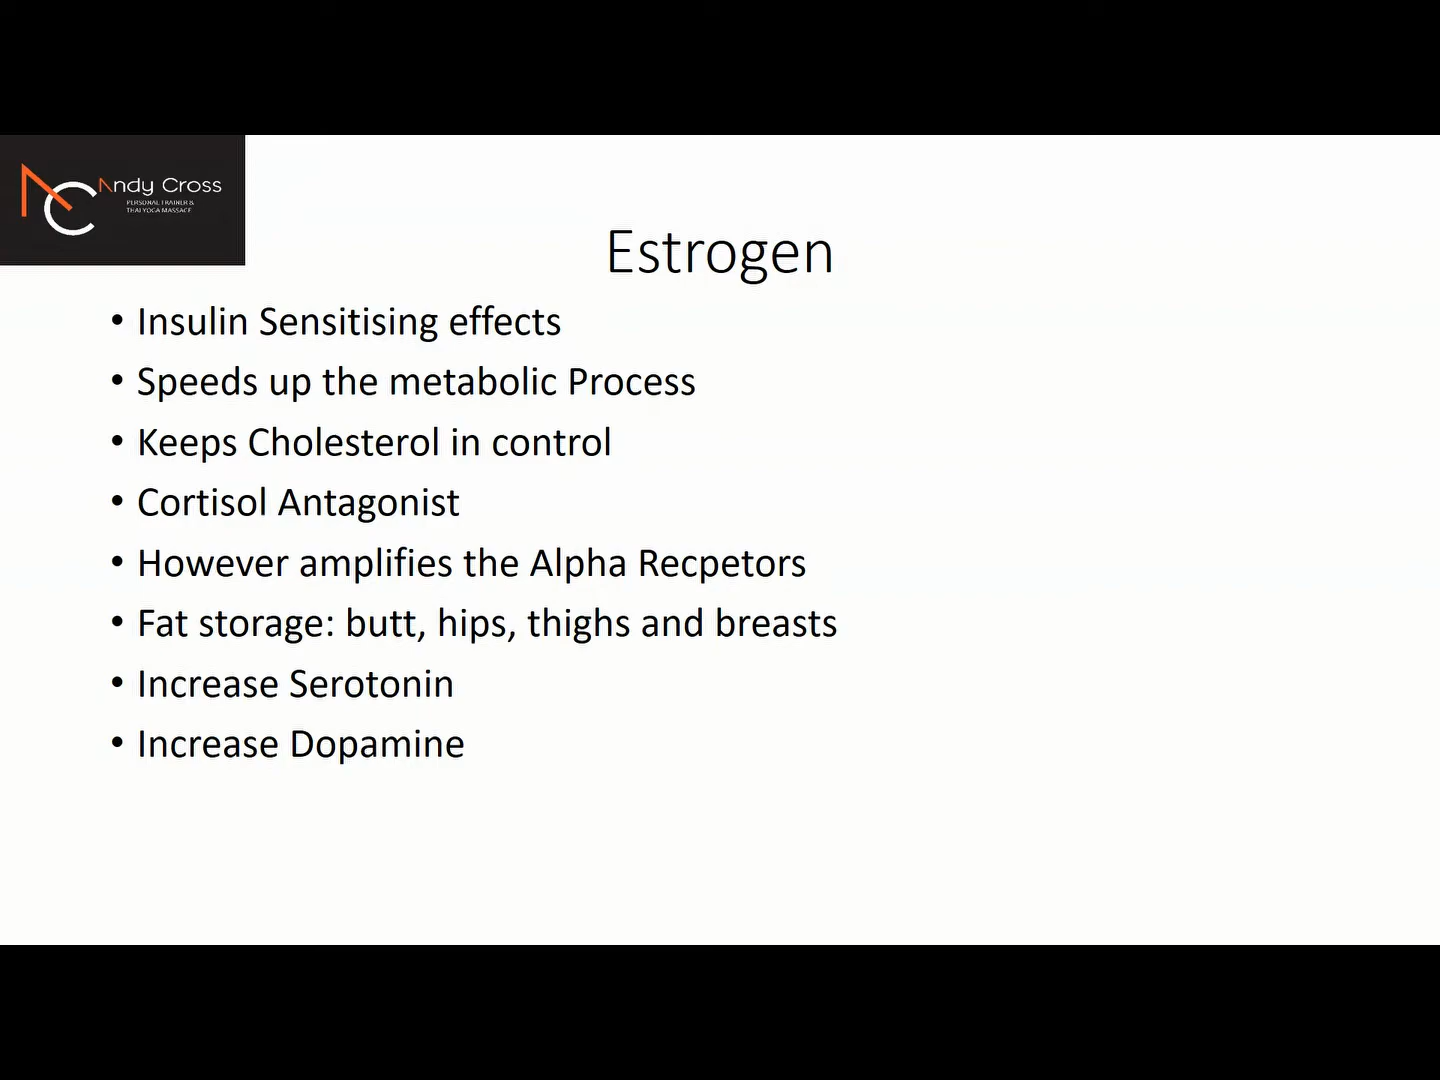 Andy Cross
PERSONAL TRAINER &
THAI YOGA MASSAGE
Estrogen
• Insulin Sensitising effects
• Speeds up the metabolic Process
• Keeps Cholesterol in control
• Cortisol Antagonist
• However amplifies the Alpha Recpetors
• Fat storage: butt, hips, thighs and breasts
• Increase Serotonin
• Increase Dopamine